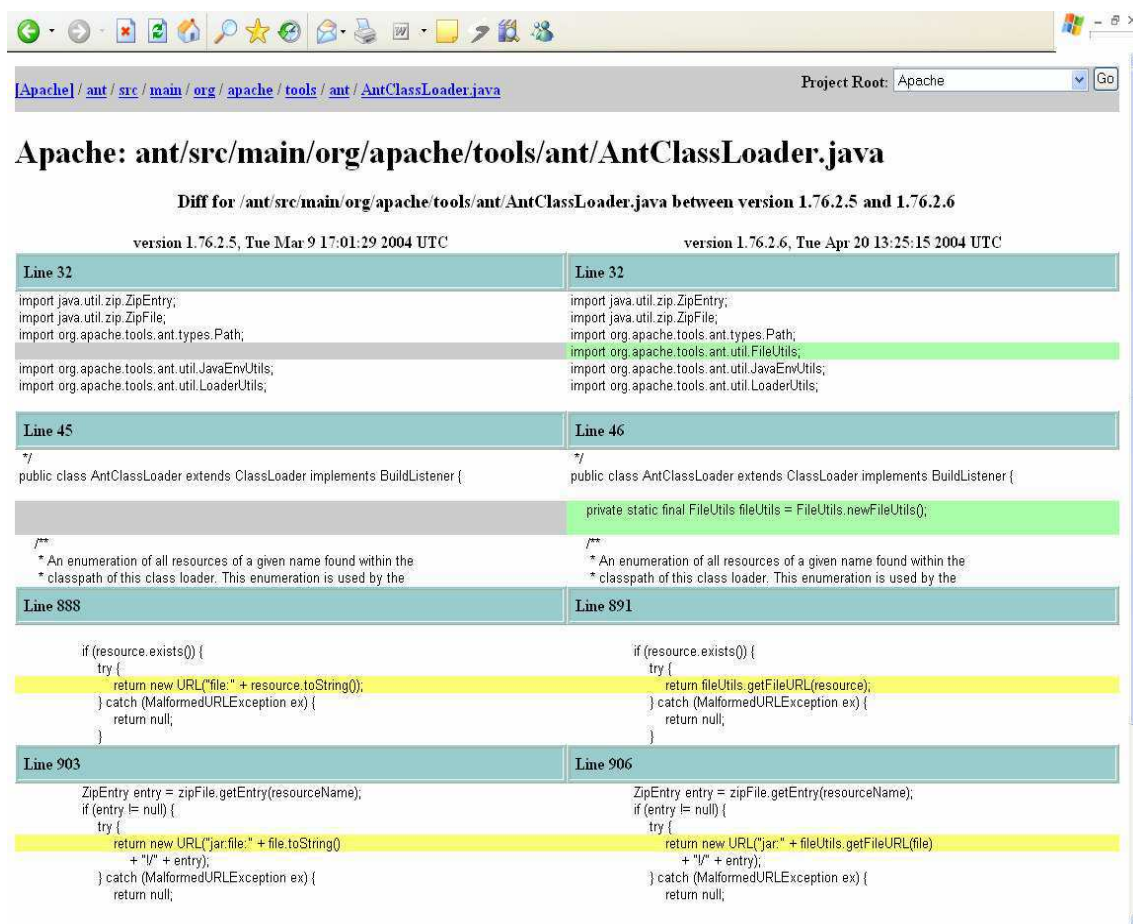 [Apache] / ant / src / main / org / apache / tools / ant / AntClassLoader.java
Project Root: Apache Go
Apache: ant/src/main/org/apache/tools/ant/AntClassLoader.java
Diff for /ant/src/main/org/apache/tools/ant/AntClassLoader.java between version 1.76.2.5 and 1.76.2.6
version 1.76.2.5, Tue Mar 9 17:01:29 2004 UTC
version 1.76.2.6, Tue Apr 20 13:25:15 2004 UTC
Line 32
Line 32
import java.util.zip.ZipEntry;
import java.util.zip.ZipFile;
import org.apache.tools.ant.types.Path;
import org.apache.tools.ant.util.JavaEnvUtils;
import org.apache.tools.ant.util.LoaderUtils;
import java.util.zip.ZipEntry;
import java.util.zip.ZipFile;
import org.apache.tools.ant.types.Path;
import org.apache.tools.ant.util.FileUtils;
import org.apache.tools.ant.util.JavaEnvUtils;
import org.apache.tools.ant.util.LoaderUtils;
Line 45
Line 46
*/
public class AntClassLoader extends ClassLoader implements BuildListener {
/**
* An enumeration of all resources of a given name found within the
* classpath of this class loader. This enumeration is used by the
*/
public class AntClassLoader extends ClassLoader implements BuildListener {
private static final FileUtils fileUtils = FileUtils.newFileUtils();
/**
* An enumeration of all resources of a given name found within the
* classpath of this class loader. This enumeration is used by the
Line 888
Line 891
if (resource.exists()) {
try {
return new URL("file:" + resource.toString());
} catch (MalformedURLException ex) {
return null;
}
if (resource.exists()) {
try {
return fileUtils.getFileURL(resource);
} catch (MalformedURLException ex) {
return null;
}
Line 903
Line 906
ZipEntry entry = zipFile.getEntry(resourceName);
if (entry != null) {
try {
return new URL("jar:file:" + file.toString()
+ "!/" + entry);
} catch (MalformedURLException ex) {
return null;
ZipEntry entry = zipFile.getEntry(resourceName);
if (entry != null) {
try {
return new URL("jar:" + fileUtils.getFileURL(file)
+ "!/" + entry);
} catch (MalformedURLException ex) {
return null;